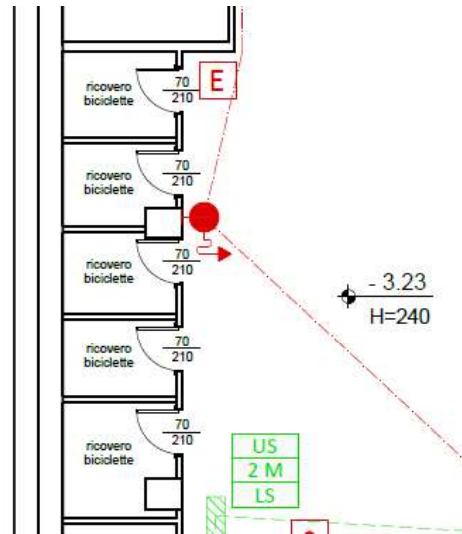 ricovero
biciclette
70
210
E
ricovero
biciclette
70
210
ricovero
biciclette
70
210
- 3.23
H=240
ricovero
biciclette
70
210
ricovero
biciclette
70
210
US
2 M
LS